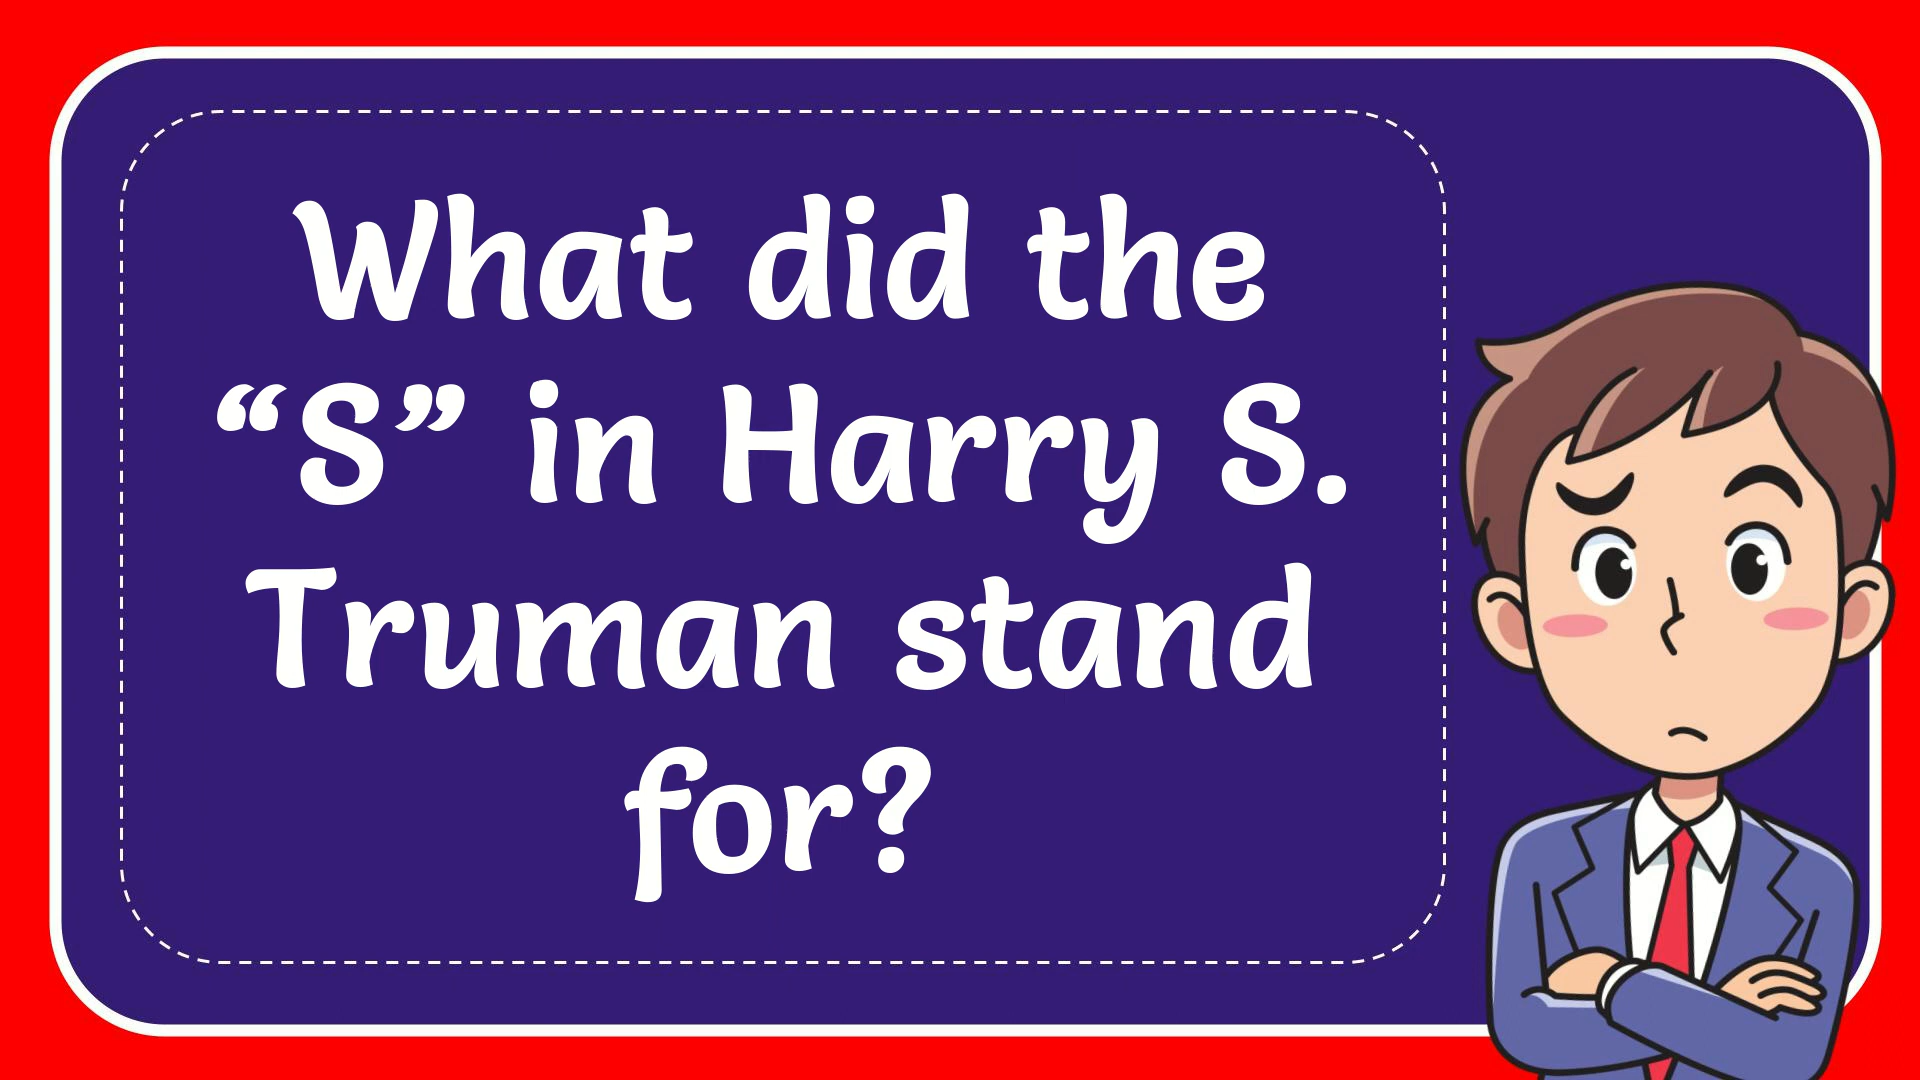 What did the
“S” in Harry S.
Truman stand
for?